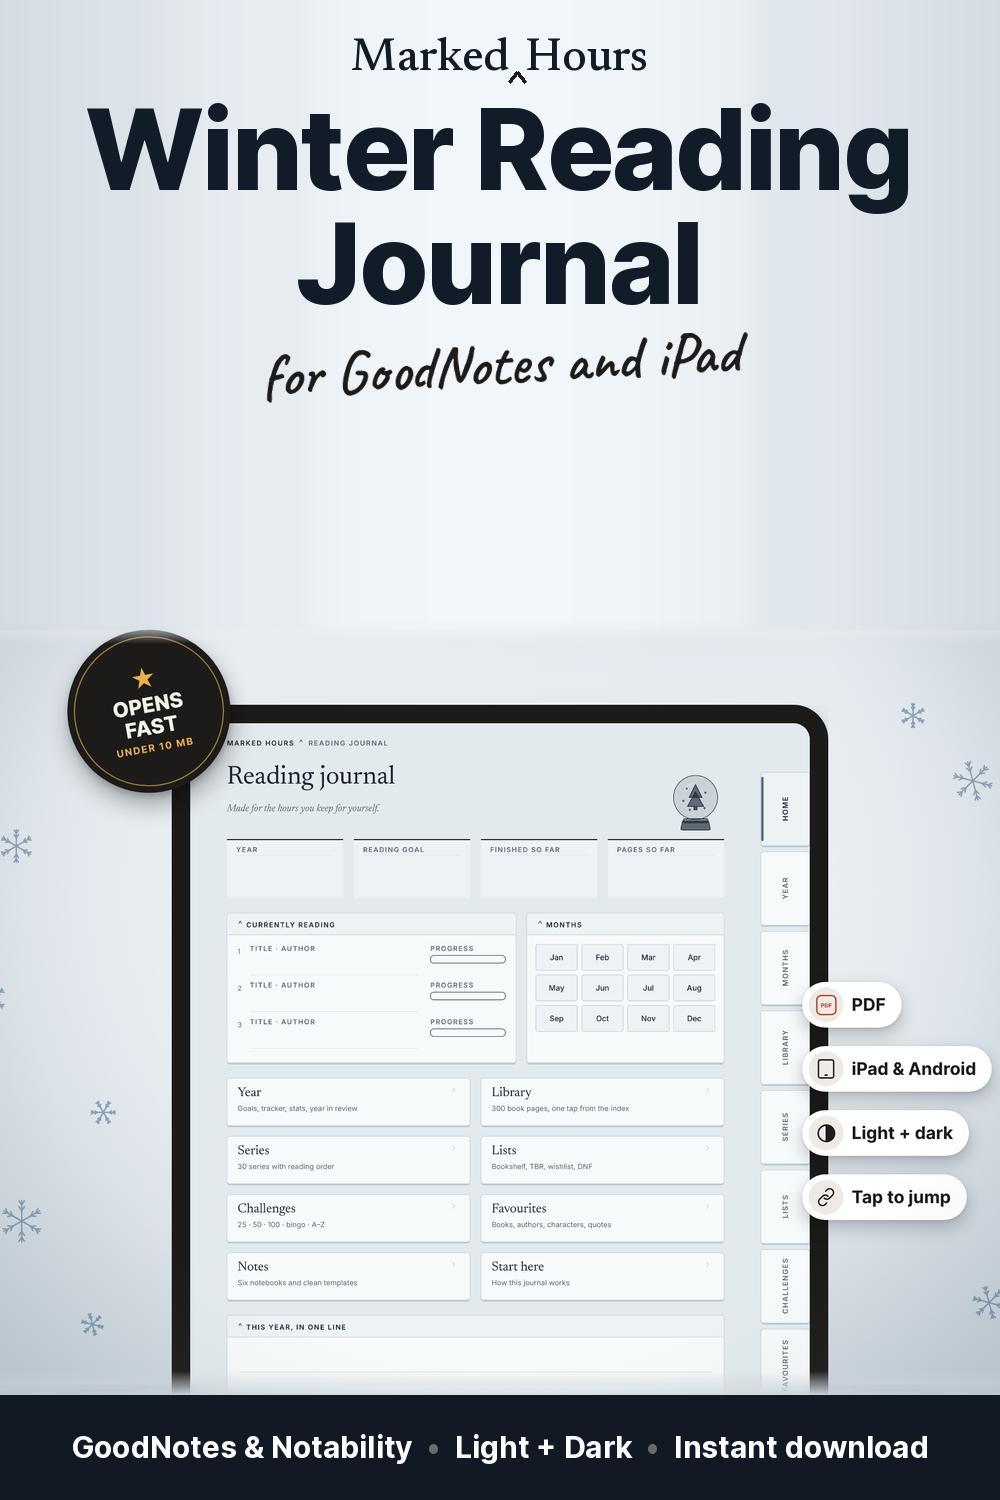 Marked ^ Hours
Winter Reading
Journal
for GoodNotes and iPad
★
OPENS
FAST
UNDER 10 MB
MARKED HOURS ^ READING JOURNAL
Reading journal
Made for the hours you keep for yourself.
YEAR
READING GOAL
FINISHED SO FAR
PAGES SO FAR
^ CURRENTLY READING
1 TITLE · AUTHOR PROGRESS
2 TITLE · AUTHOR PROGRESS
3 TITLE · AUTHOR PROGRESS
^ MONTHS
Jan Feb Mar Apr
May Jun Jul Aug
Sep Oct Nov Dec
Year
Goals, tracker, stats, year in review
Library
300 book pages, one tap from the index
Series
30 series with reading order
Lists
Bookshelf, TBR, wishlist, DNF
Challenges
25 · 50 · 100 · bingo · A–Z
Favourites
Books, authors, characters, quotes
Notes
Six notebooks and clean templates
Start here
How this journal works
^ THIS YEAR, IN ONE LINE
HOME
YEAR
MONTHS
LIBRARY
SERIES
LISTS
CHALLENGES
FAVOURITES
PDF
PDF
iPad & Android
Light + dark
Tap to jump
GoodNotes & Notability • Light + Dark • Instant download